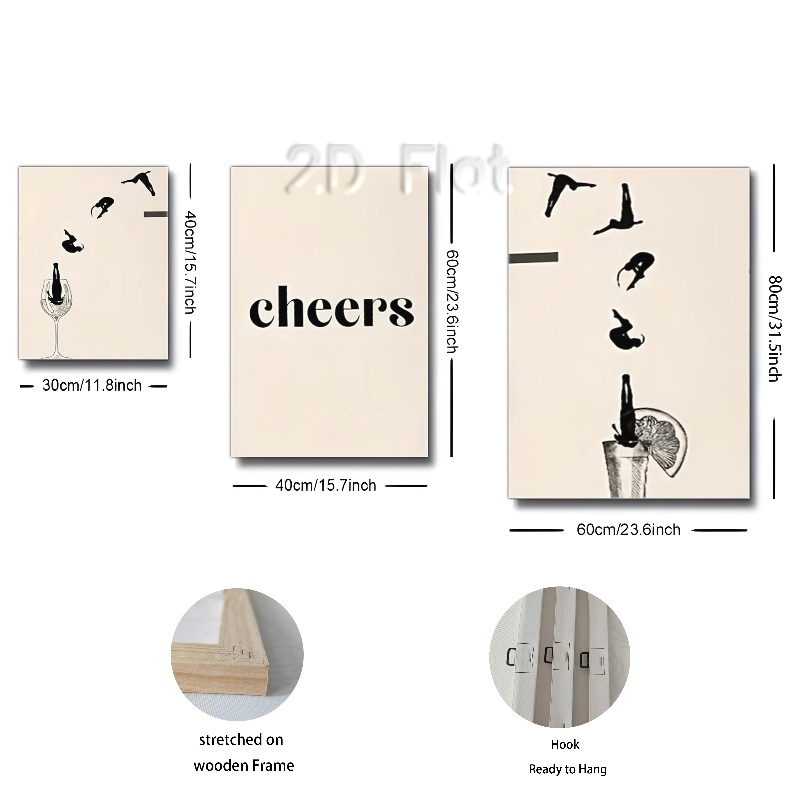 2D Flat
40cm/15.7inch
30cm/11.8inch
cheers
60cm/23.6inch
40cm/15.7inch
80cm/31.5inch
60cm/23.6inch
stretched on
wooden Frame
Hook
Ready to Hang